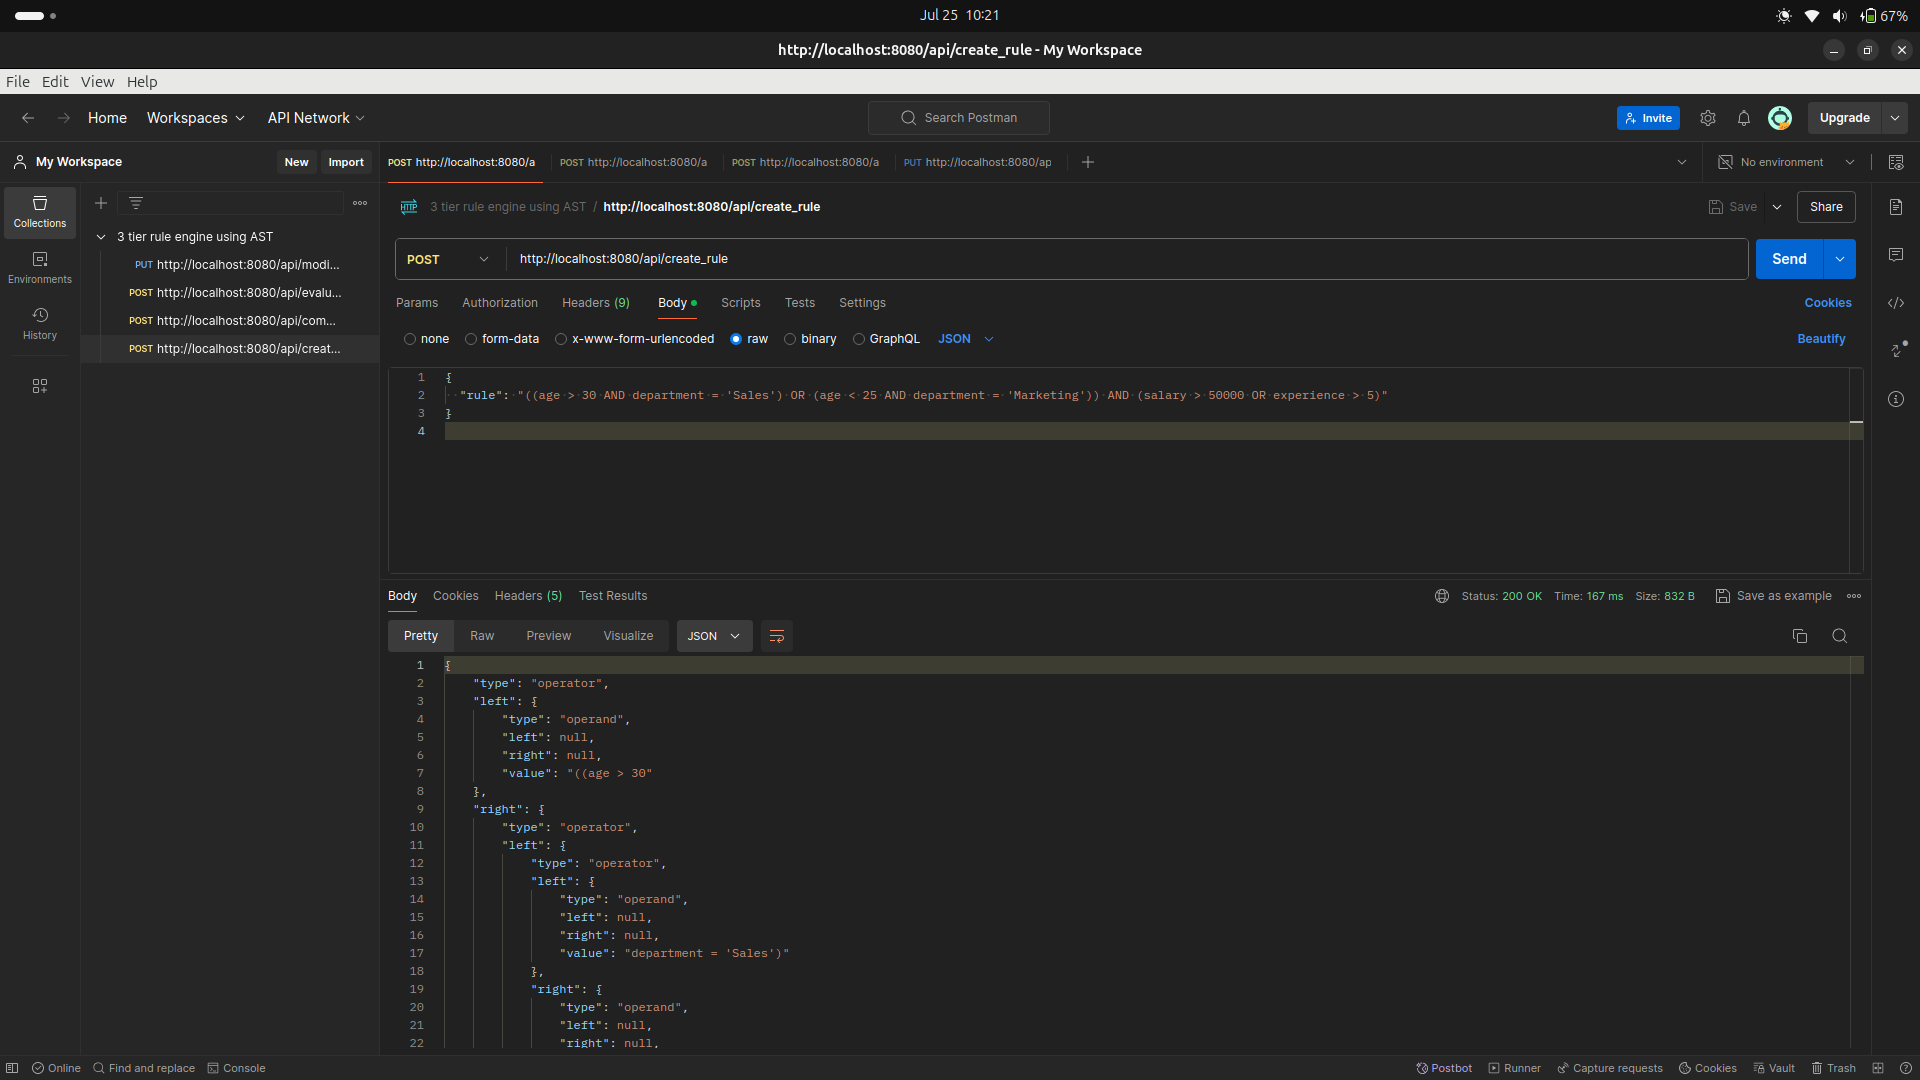 Jul 25 10:21
67%
http://localhost:8080/api/create_rule - My Workspace
File Edit View Help
Home Workspaces API Network
Search Postman
Invite
Upgrade
My Workspace
New Import
POST http://localhost:8080/a
POST http://localhost:8080/a
POST http://localhost:8080/a
PUT http://localhost:8080/ap
No environment
Collections
Environments
History
3 tier rule engine using AST
PUT http://localhost:8080/api/modi...
POST http://localhost:8080/api/evalu...
POST http://localhost:8080/api/com...
POST http://localhost:8080/api/creat...
HTTP 3 tier rule engine using AST / http://localhost:8080/api/create_rule
Save Share
POST http://localhost:8080/api/create_rule
Send
Params Authorization Headers (9) Body Scripts Tests Settings
Cookies
none form-data x-www-form-urlencoded raw binary GraphQL JSON
Beautify
1 {
2 "rule": "((age > 30 AND department = 'Sales') OR (age < 25 AND department = 'Marketing')) AND (salary > 50000 OR experience > 5)"
3 }
4
Body Cookies Headers (5) Test Results
Status: 200 OK Time: 167 ms Size: 832 B Save as example
Pretty Raw Preview Visualize JSON
1 {
2 "type": "operator",
3 "left": {
4 "type": "operand",
5 "left": null,
6 "right": null,
7 "value": "((age > 30"
8 },
9 "right": {
10 "type": "operator",
11 "left": {
12 "type": "operator",
13 "left": {
14 "type": "operand",
15 "left": null,
16 "right": null,
17 "value": "department = 'Sales')"
18 },
19 "right": {
20 "type": "operand",
21 "left": null,
22 "right": null,
Online Find and replace Console
Postbot Runner Capture requests Cookies Vault Trash